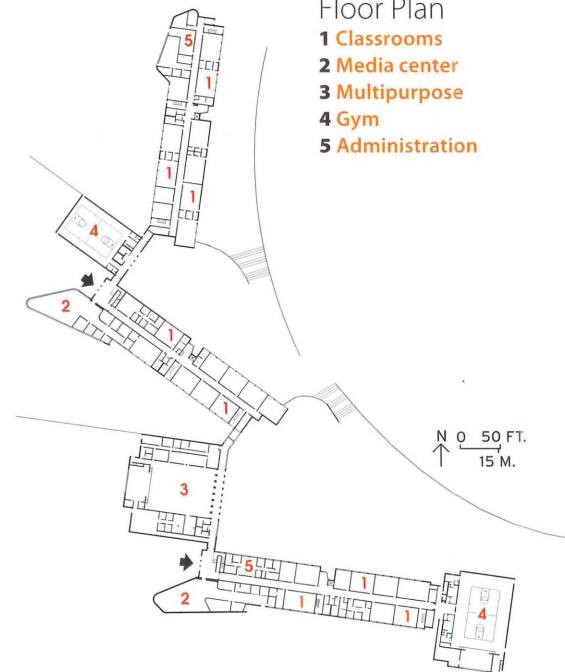 Floor Plan
1 Classrooms
2 Media center
3 Multipurpose
4 Gym
5 Administration
5
1
1
1
4
2
1
1
N 0 50 FT.
15 M.
3
5
1
2
1
1
4